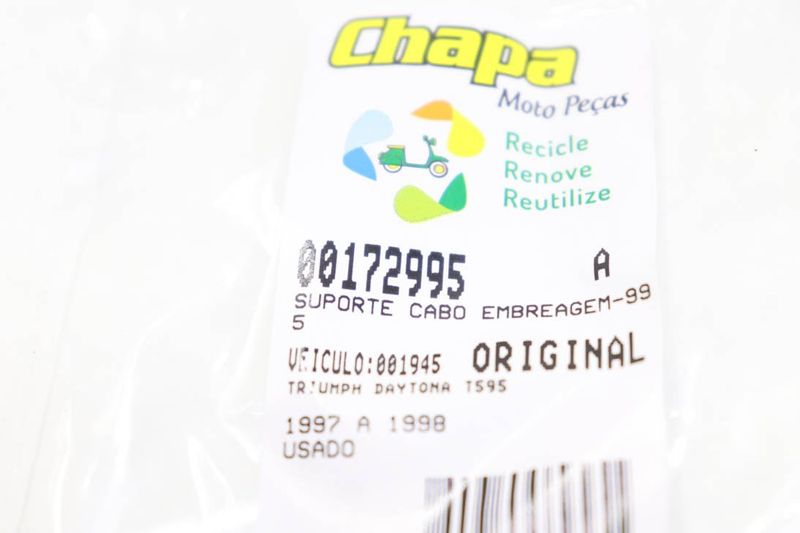 Chapa
Moto Peças
Recicle
Renove
Reutilize
00172995 A
SUPORTE CABO EMBREAGEM-99
5
VEICULO:001945 ORIGINAL
TRIUMPH DAYTONA T595
1997 A 1998
USADO